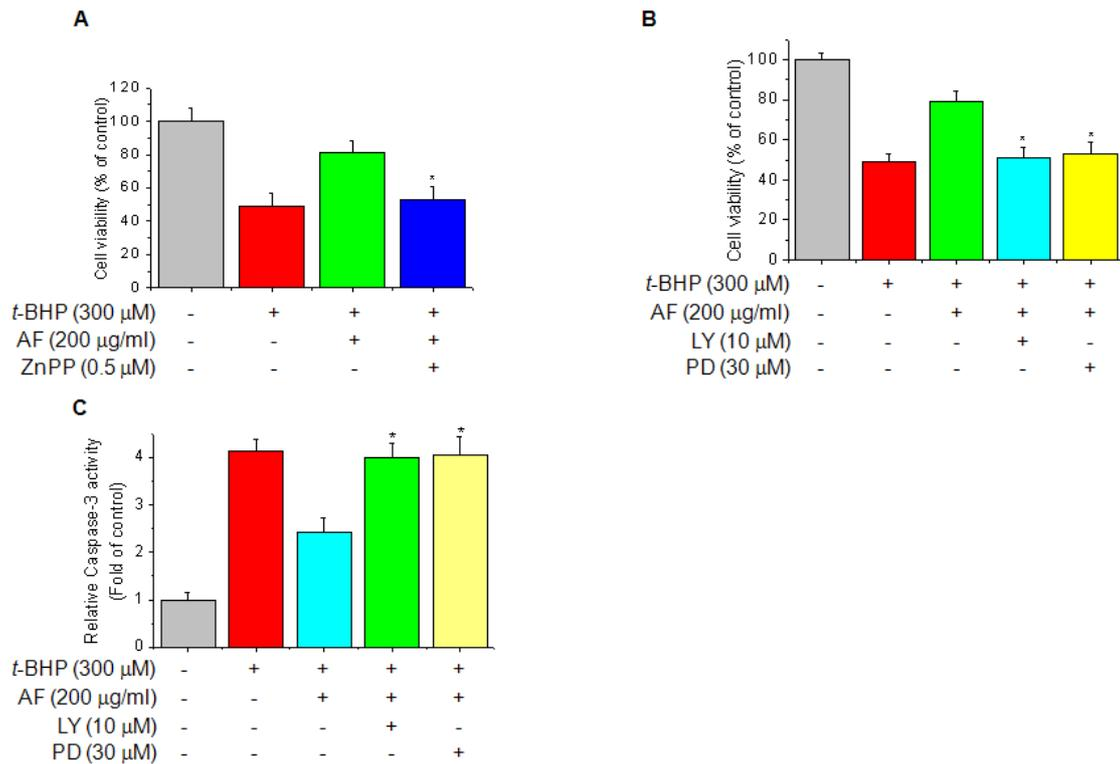 A
Cell viability (% of control)
120
100
80
60
40
20
0
*
t-BHP (300 μM) - + + +
AF (200 μg/ml) - - + +
ZnPP (0.5 μM) - - - +
B
Cell viability (% of control)
100
80
60
40
20
0
* *
t-BHP (300 μM) - + + + +
AF (200 μg/ml) - - + + +
LY (10 μM) - - - + -
PD (30 μM) - - - - +
C
Relative Caspase-3 activity
(Fold of control)
4
3
2
1
0
* *
t-BHP (300 μM) - + + + +
AF (200 μg/ml) - - + + +
LY (10 μM) - - - + -
PD (30 μM) - - - - +